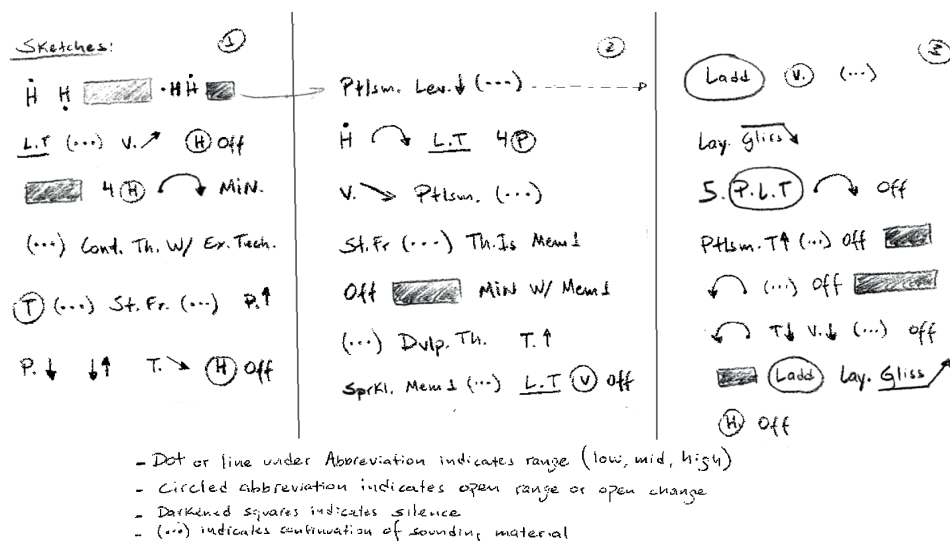 Sketches: 1
Ḣ Ḥ · H Ḣ
L.T (...) V. ↗ H Off
4 H MiN.
(...) Cont. Th. W/ Ex. Tech.
T (...) St. Fr. (...) P. ↑
P. ↓ ↓↑ T. ↘ H Off
2
Ptlsm. Lev. ↓ (...)
Ḣ L.T 4 P
V. ↘ Ptlsm. (...)
St. Fr (...) Th. Is Mem 1
Off MiN W/ Mem 1
(...) Dvlp. Th. T. ↑
Sprkl. Mem 1 (...) L.T V Off
3
Ladd V. (...)
Lay. Gliss ↘
5. P.L.T Off
Ptlsm. T↑ (...) Off
(...) Off
T↓ V.↓ (...) Off
Ladd Lay. Gliss ↗
H Off
- Dot or line under Abbreviation indicates range (low, mid, high)
- Circled abbreviation indicates open range or open change
- Darkened squares indicates silence
- (...) indicates continuation of sounding material